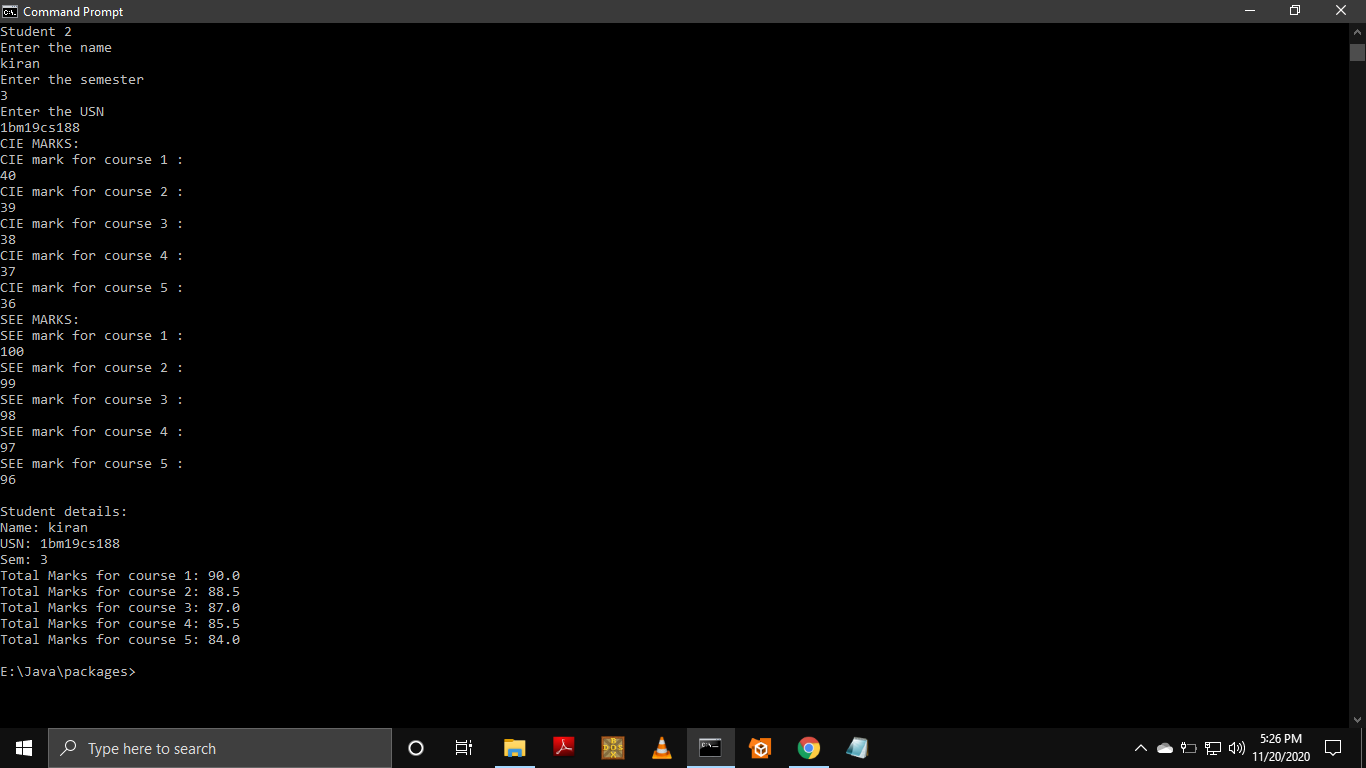 Command Prompt
Student 2
Enter the name
kiran
Enter the semester
3
Enter the USN
1bm19cs188
CIE MARKS:
CIE mark for course 1 :
40
CIE mark for course 2 :
39
CIE mark for course 3 :
38
CIE mark for course 4 :
37
CIE mark for course 5 :
36
SEE MARKS:
SEE mark for course 1 :
100
SEE mark for course 2 :
99
SEE mark for course 3 :
98
SEE mark for course 4 :
97
SEE mark for course 5 :
96
Student details:
Name: kiran
USN: 1bm19cs188
Sem: 3
Total Marks for course 1: 90.0
Total Marks for course 2: 88.5
Total Marks for course 3: 87.0
Total Marks for course 4: 85.5
Total Marks for course 5: 84.0
E:\Java\packages>
Type here to search
5:26 PM
11/20/2020